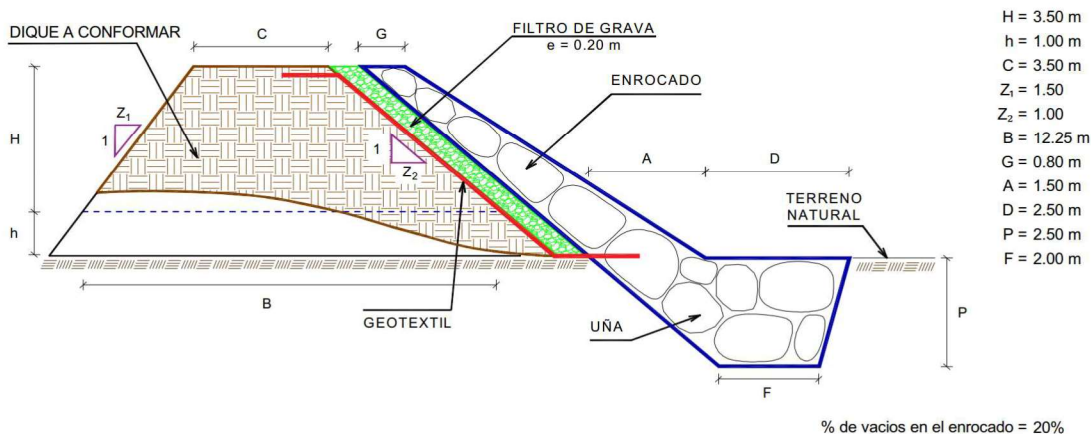 DIQUE A CONFORMAR
C
G
FILTRO DE GRAVA
e = 0.20 m
ENROCADO
H
h
Z1
1
1
Z2
A
D
TERRENO
NATURAL
B
GEOTEXTIL
UÑA
F
P
H = 3.50 m
h = 1.00 m
C = 3.50 m
Z1 = 1.50
Z2 = 1.00
B = 12.25 m
G = 0.80 m
A = 1.50 m
D = 2.50 m
P = 2.50 m
F = 2.00 m
% de vacios en el enrocado = 20%